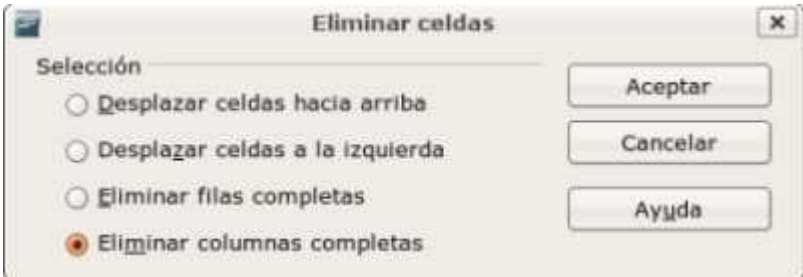 Eliminar celdas
Selección
Desplazar celdas hacia arriba
Desplazar celdas a la izquierda
Eliminar filas completas
Eliminar columnas completas
Aceptar
Cancelar
Ayuda